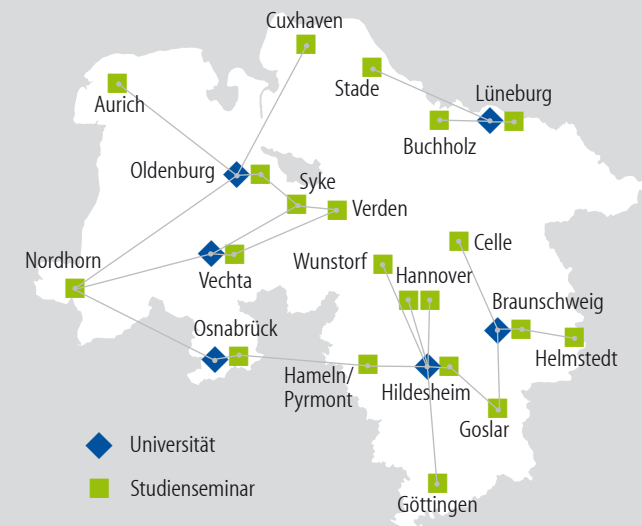 Cuxhaven
Stade
Aurich
Lüneburg
Buchholz
Oldenburg
Syke
Verden
Celle
Nordhorn
Wunstorf
Hannover
Vechta
Braunschweig
Osnabrück
Helmstedt
Hameln/
Pyrmont
Hildesheim
Goslar
Universität
Studienseminar
Göttingen